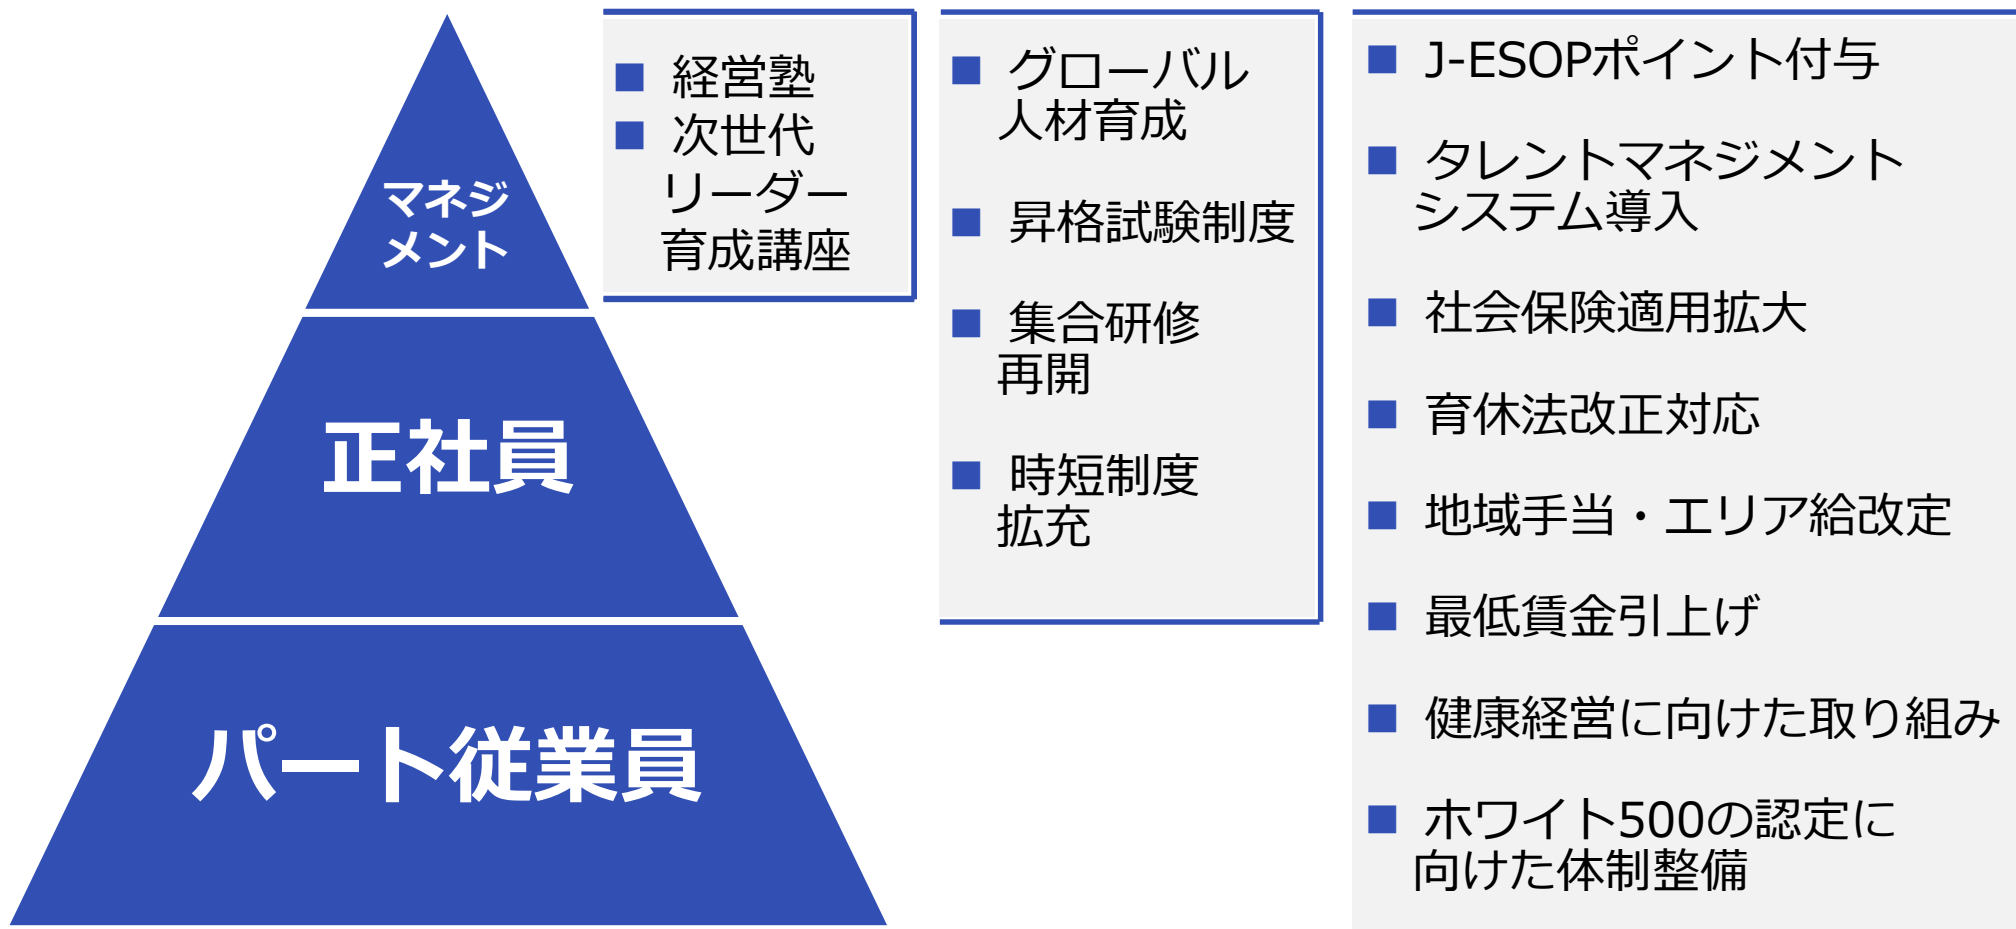 マネジ
メント
正社員
パート従業員
■ 経営塾
■ 次世代
リーダー
育成講座
■ グローバル
人材育成
■ 昇格試験制度
■ 集合研修
再開
■ 時短制度
拡充
■ J-ESOPポイント付与
■ タレントマネジメント
システム導入
■ 社会保険適用拡大
■ 育休法改正対応
■ 地域手当・エリア給改定
■ 最低賃金引上げ
■ 健康経営に向けた取り組み
■ ホワイト500の認定に
向けた体制整備